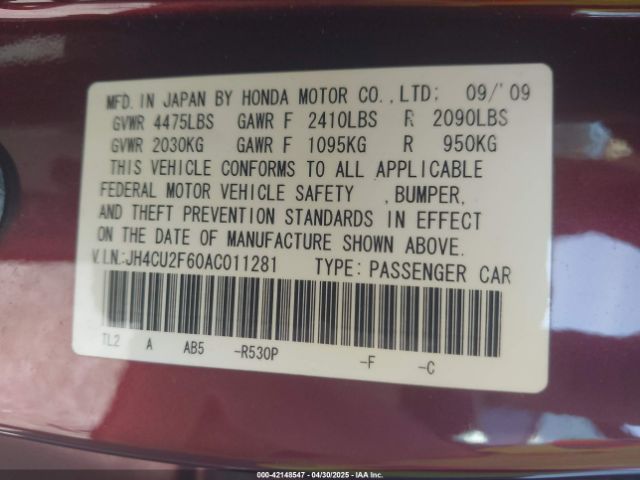 MFD. IN JAPAN BY HONDA MOTOR CO.,LTD; 09/'09
GVWR 4475LBS GAWR F 2410LBS R 2090LBS
GVWR 2030KG GAWR F 1095KG R 950KG
THIS VEHICLE CONFORMS TO ALL APPLICABLE
FEDERAL MOTOR VEHICLE SAFETY , BUMPER,
AND THEFT PREVENTION STANDARDS IN EFFECT
ON THE DATE OF MANUFACTURE SHOWN ABOVE.
V.I.N.:JH4CU2F60AC011281 TYPE: PASSENGER CAR
TL2 A AB5 -R530P -F -C
000-42148547 - 04/30/2025 - IAA Inc.